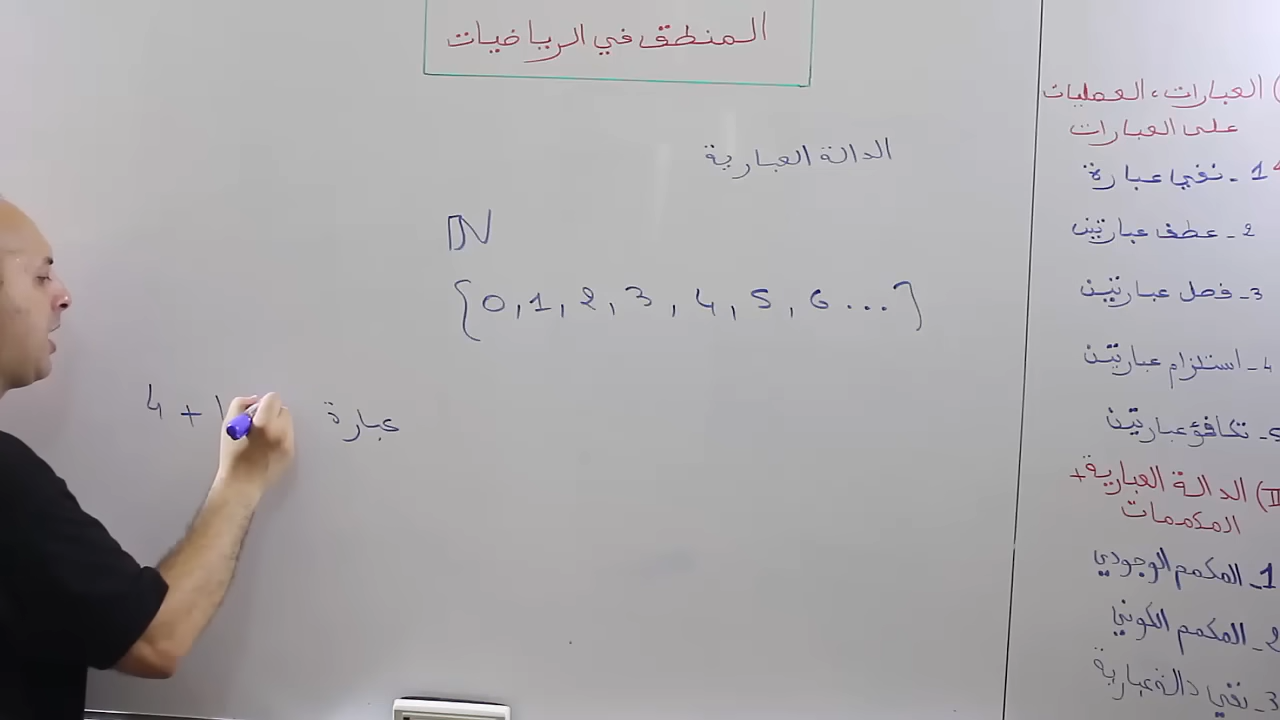 المنطق في الرياضيات
الدالة العبارية
ℕ
{0,1,2,3,4,5,6...}
عبارة
4 + 1
العبارات، العمليات
على العبارات
1 - نفي عبارة
2 - عطف عبارتين
3 - فصل عبارتين
4 - استلزام عبارتين
5 - تكافؤ عبارتين
II) الدالة العبارية +
المكممات
1 - المكمم الوجودي
2 - المكمم الكوني
3 - نفي دالة عبارية